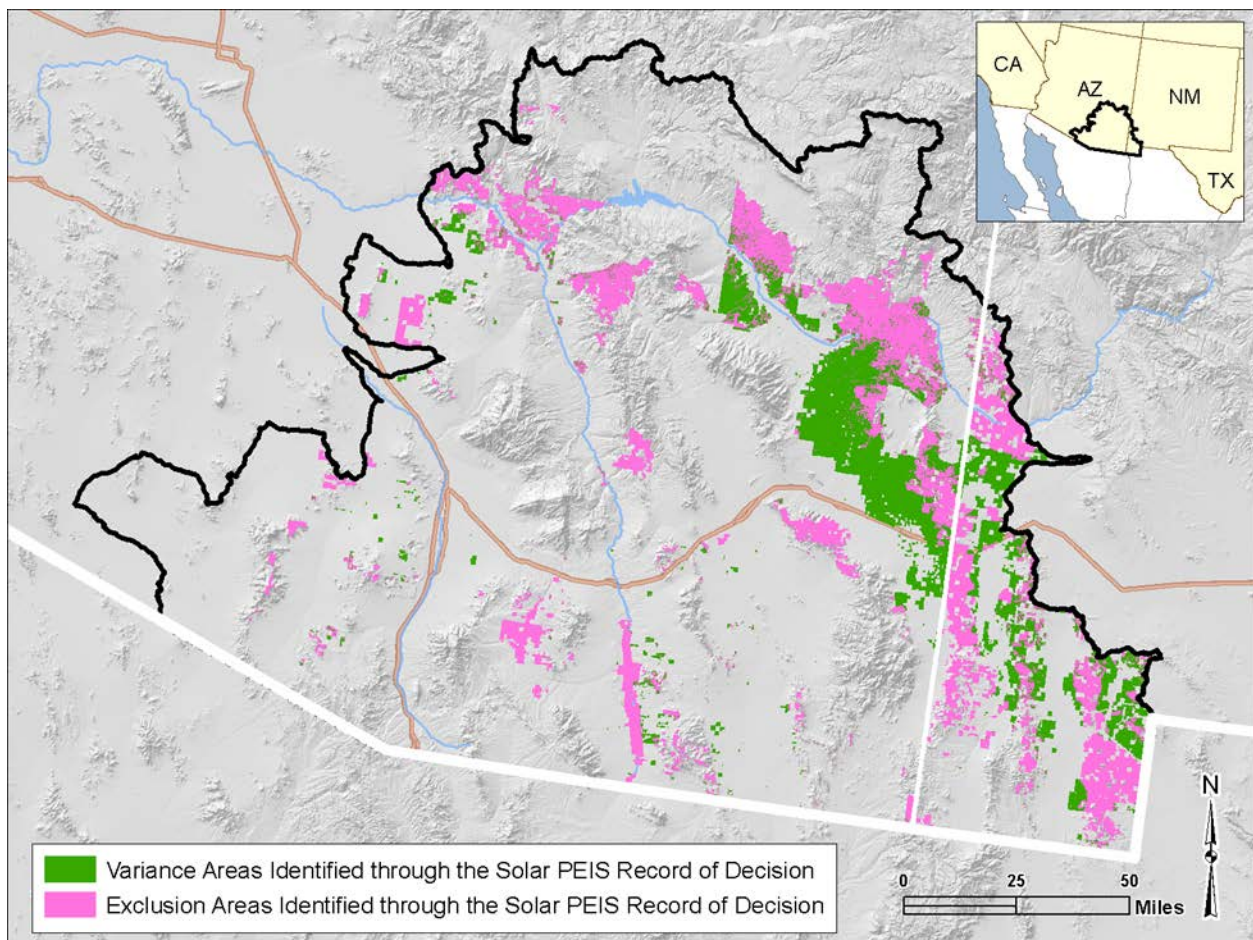 CA
AZ
NM
TX
N
Variance Areas Identified through the Solar PEIS Record of Decision
Exclusion Areas Identified through the Solar PEIS Record of Decision
0 25 50
Miles